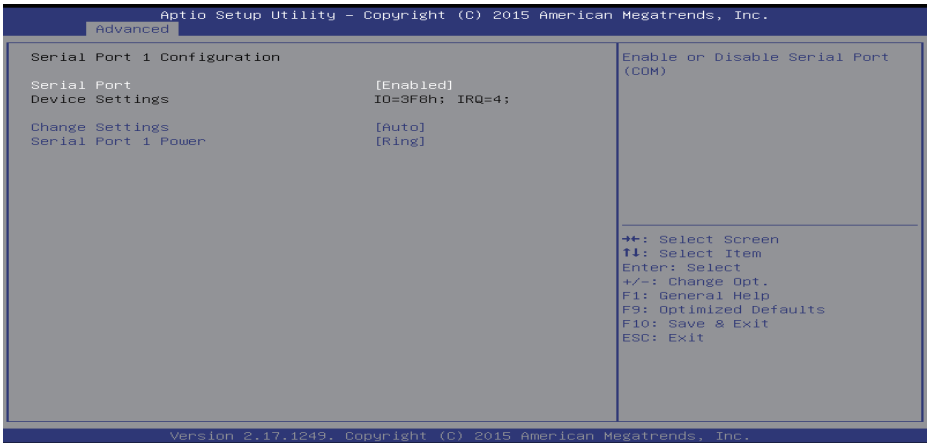 Aptio Setup Utility – Copyright (C) 2015 American Megatrends, Inc.
Advanced
Serial Port 1 Configuration
Serial Port [Enabled]
Device Settings IO=3F8h; IRQ=4;
Change Settings [Auto]
Serial Port 1 Power [Ring]
Enable or Disable Serial Port
(COM)
→←: Select Screen
↑↓: Select Item
Enter: Select
+/-: Change Opt.
F1: General Help
F9: Optimized Defaults
F10: Save & Exit
ESC: Exit
Version 2.17.1249. Copyright (C) 2015 American Megatrends, Inc.